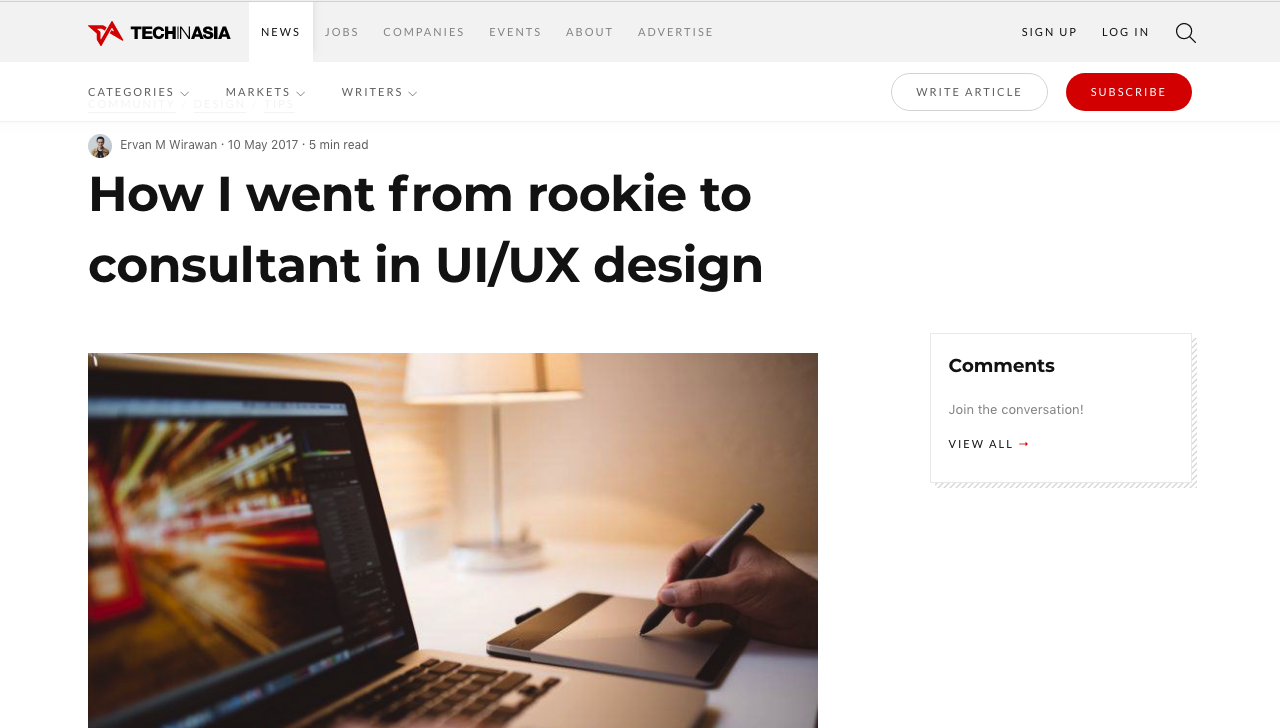 TECHINASIA NEWS JOBS COMPANIES EVENTS ABOUT ADVERTISE SIGN UP LOG IN
CATEGORIES MARKETS WRITERS WRITE ARTICLE SUBSCRIBE
COMMUNITY / DESIGN / TIPS
Ervan M Wirawan · 10 May 2017 · 5 min read
How I went from rookie to
consultant in UI/UX design
Comments
Join the conversation!
VIEW ALL →